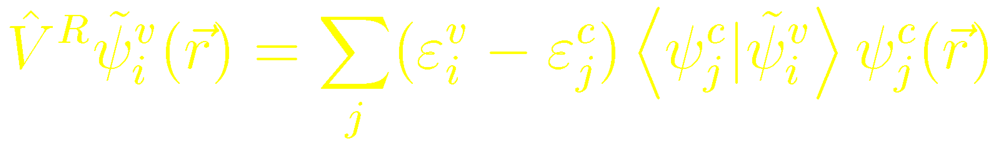 \hat{V}^R \tilde{\psi}_i^v(\vec{r}) = \sum_j (\varepsilon_i^v - \varepsilon_j^c) \left\langle \psi_j^c | \tilde{\psi}_i^v \right\rangle \psi_j^c(\vec{r})